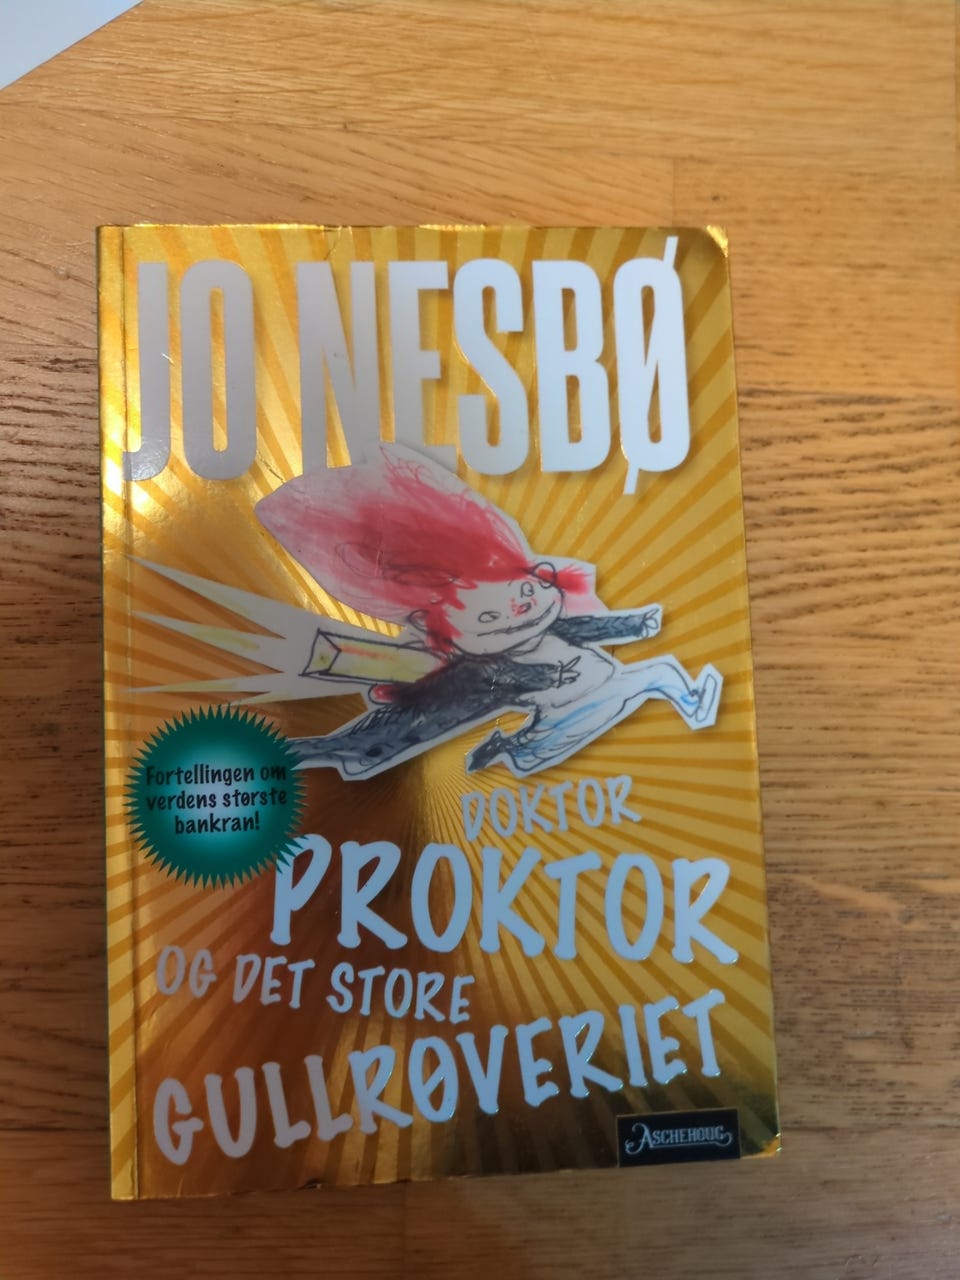 JO NESBØ
Fortellingen om
verdens største
bankran!
DOKTOR
PROKTOR
OG DET STORE
GULLRØVERIET
ASCHEHOUG